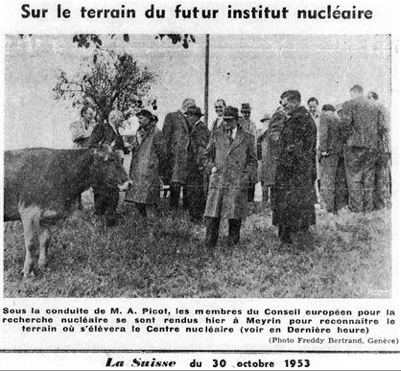 Sur le terrain du futur institut nucléaire
Sous la conduite de M. A. Picot, les membres du Conseil européen pour la
recherche nucléaire se sont rendus hier à Meyrin pour reconnaître le
terrain où s'élèvera le Centre nucléaire (voir en Dernière heure)
(Photo Freddy Bertrand, Genève)
La Suisse du 30 octobre 1953